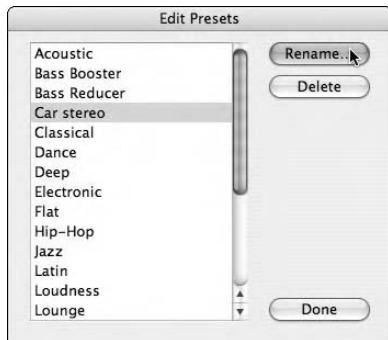 Edit Presets
Acoustic
Bass Booster
Bass Reducer
Car stereo
Classical
Dance
Deep
Electronic
Flat
Hip-Hop
Jazz
Latin
Loudness
Lounge
Rename...
Delete
Done